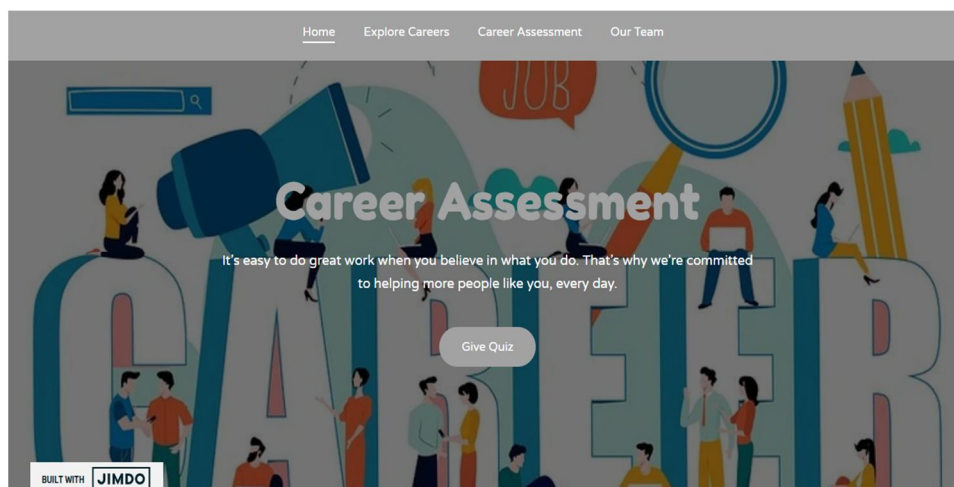 Home Explore Careers Career Assessment Our Team
JOB
Career Assessment
It's easy to do great work when you believe in what you do. That's why we're committed
to helping more people like you, every day.
Give Quiz
CAREER
BUILT WITH JIMDO